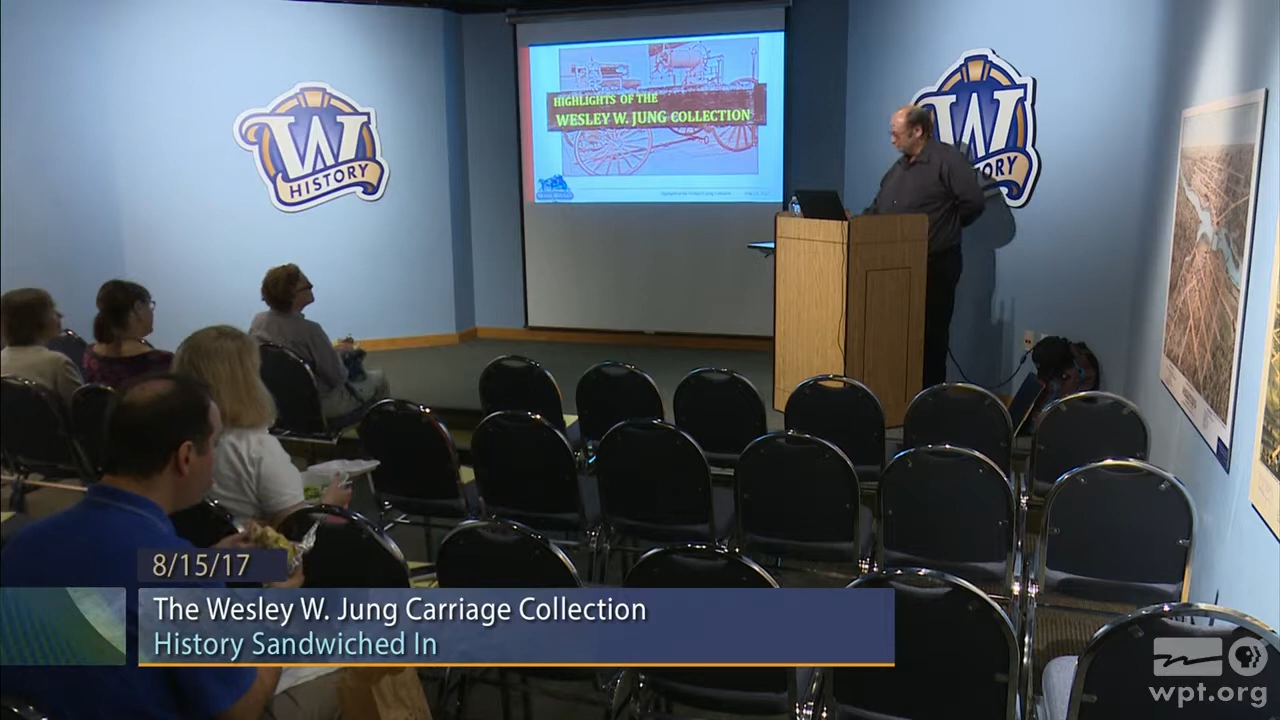 HIGHLIGHTS OF THE
WESLEY W. JUNG COLLECTION
W
HISTORY
W
HISTORY
8/15/17
The Wesley W. Jung Carriage Collection
History Sandwiched In
wpt.org